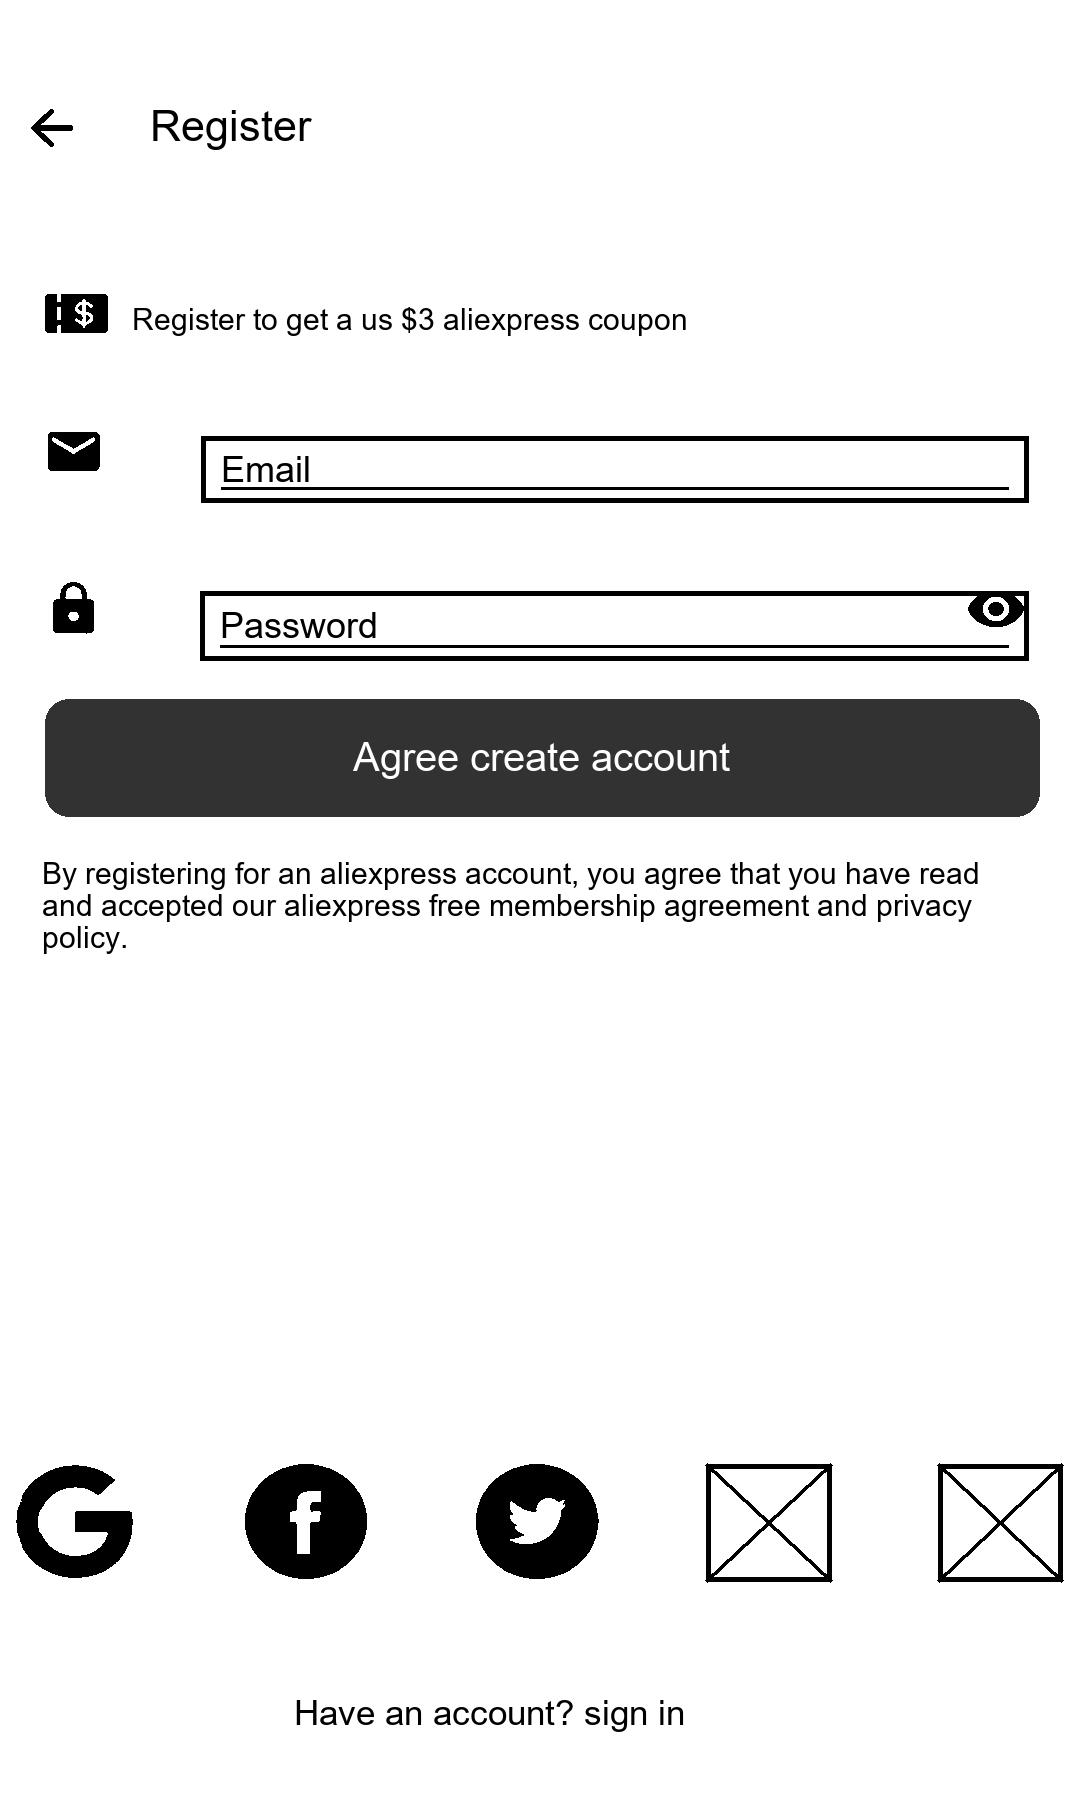 Register
Register to get a us $3 aliexpress coupon
Email
Password
Agree create account
By registering for an aliexpress account, you agree that you have read
and accepted our aliexpress free membership agreement and privacy
policy.
Have an account? sign in